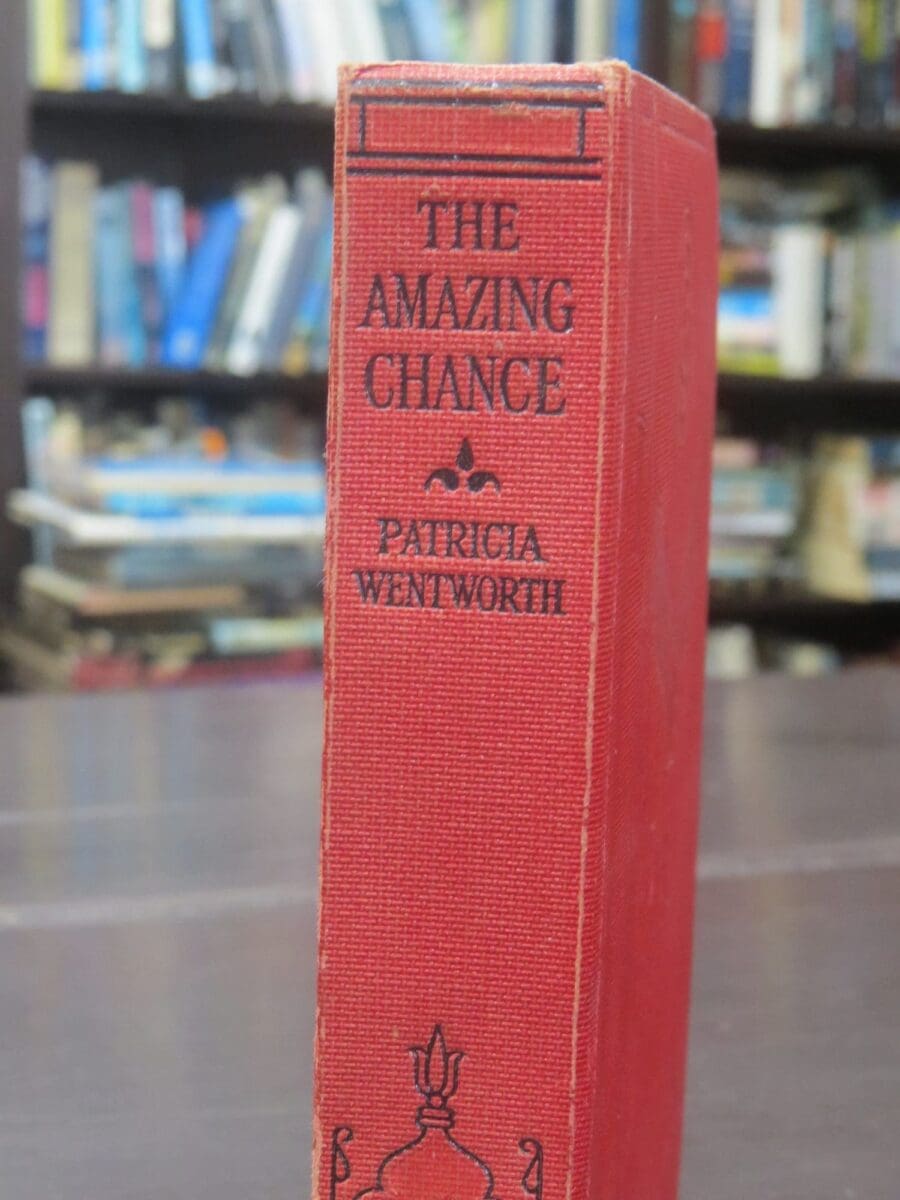 THE
AMAZING
CHANCE
PATRICIA
WENTWORTH